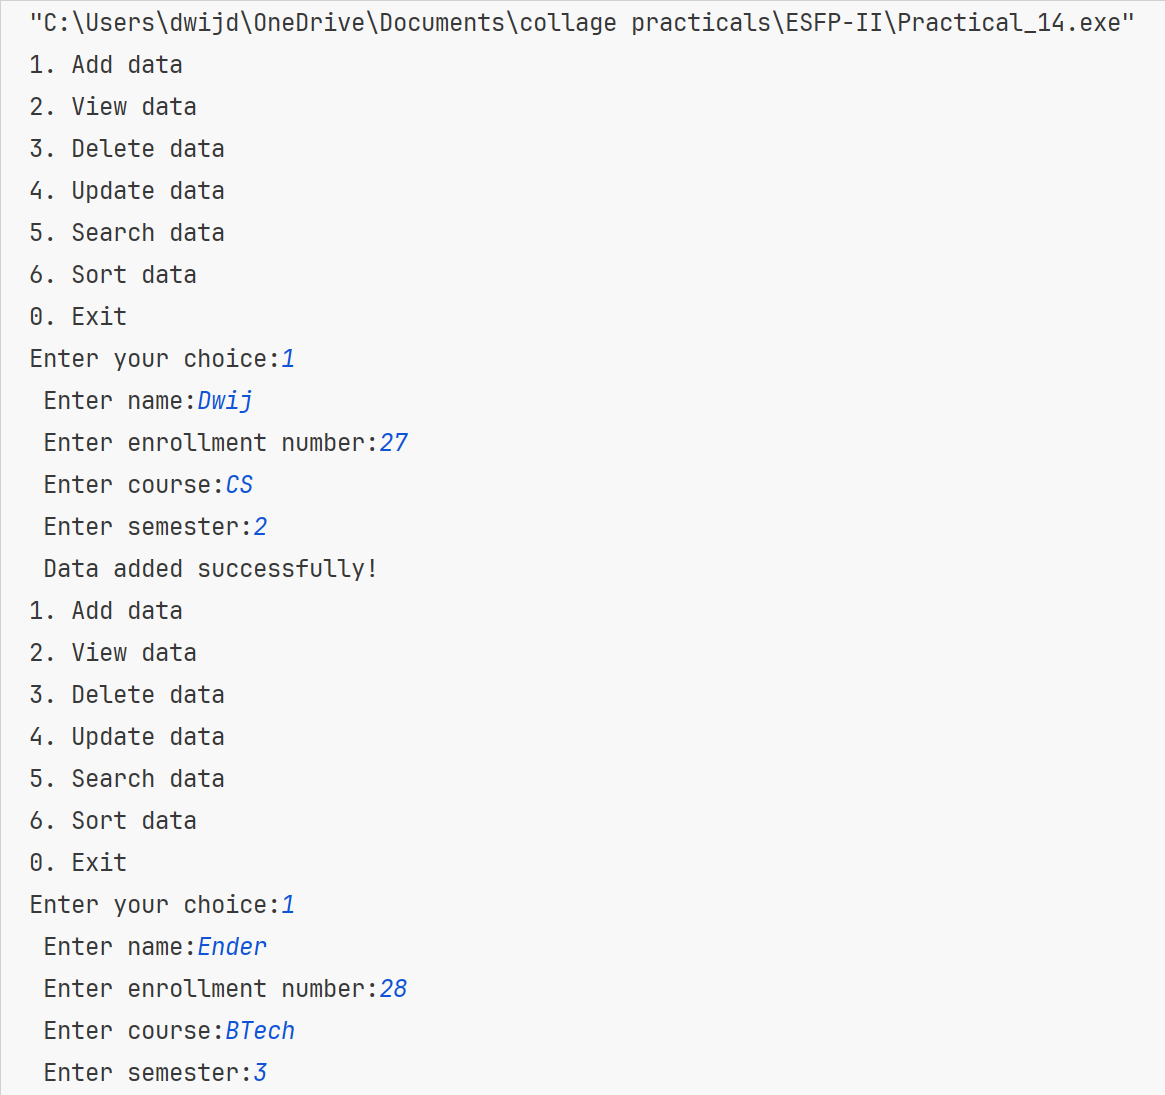 "C:\Users\dwijd\OneDrive\Documents\collage practicals\ESFP-II\Practical_14.exe"
1. Add data
2. View data
3. Delete data
4. Update data
5. Search data
6. Sort data
0. Exit
Enter your choice:1
 Enter name:Dwij
 Enter enrollment number:27
 Enter course:CS
 Enter semester:2
 Data added successfully!
1. Add data
2. View data
3. Delete data
4. Update data
5. Search data
6. Sort data
0. Exit
Enter your choice:1
 Enter name:Ender
 Enter enrollment number:28
 Enter course:BTech
 Enter semester:3